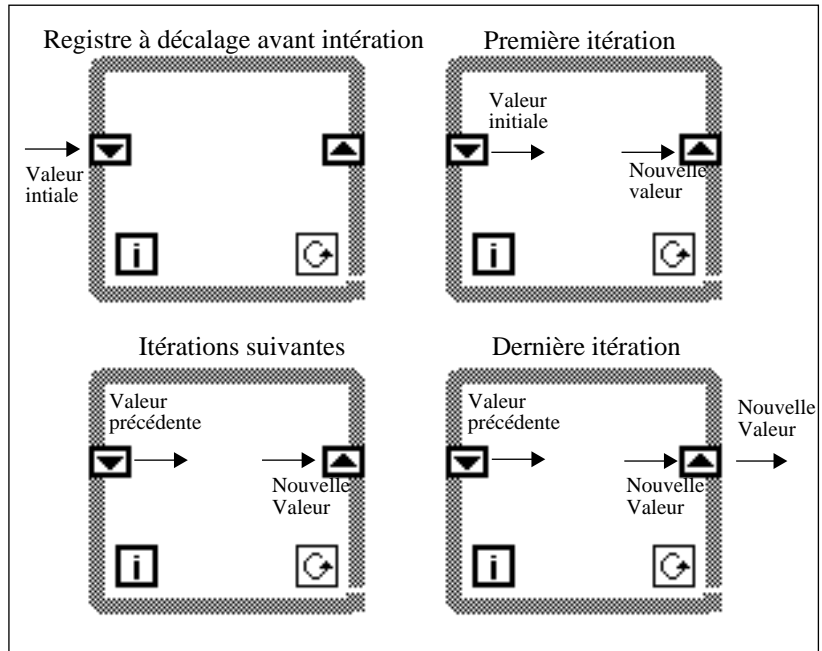 Registre à décalage avant intération
Première itération
Valeur
intiale
i
Valeur
initiale
Nouvelle
valeur
i
Itérations suivantes
Dernière itération
Valeur
précédente
Nouvelle
Valeur
i
Valeur
précédente
Nouvelle
Valeur
Nouvelle
Valeur
i